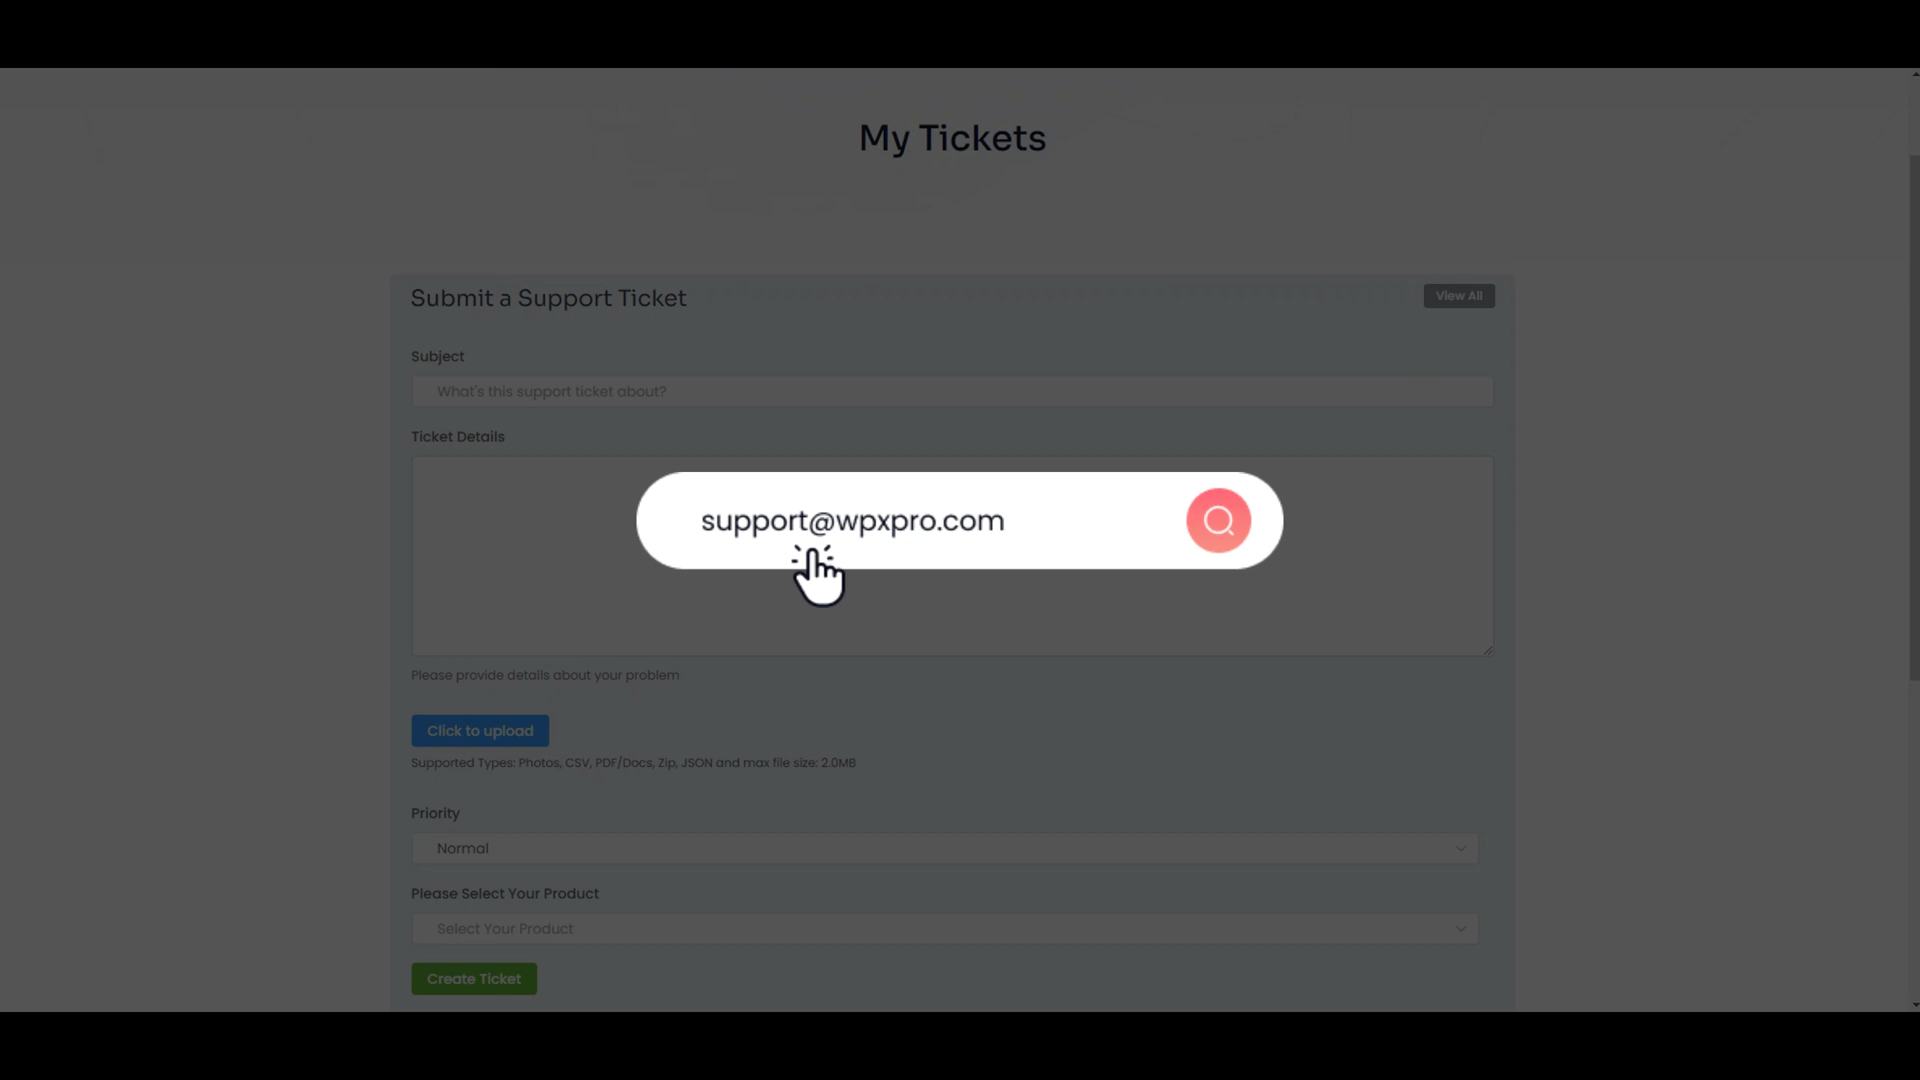 My Tickets
Submit a Support Ticket
View All
Subject
What's this support ticket about?
Ticket Details
support@wpxpro.com
Please provide details about your problem
Click to upload
Supported Types: Photos, CSV, PDF/Docs, Zip, JSON and max file size: 2.0MB
Priority
Normal
Please Select Your Product
Select Your Product
Create Ticket